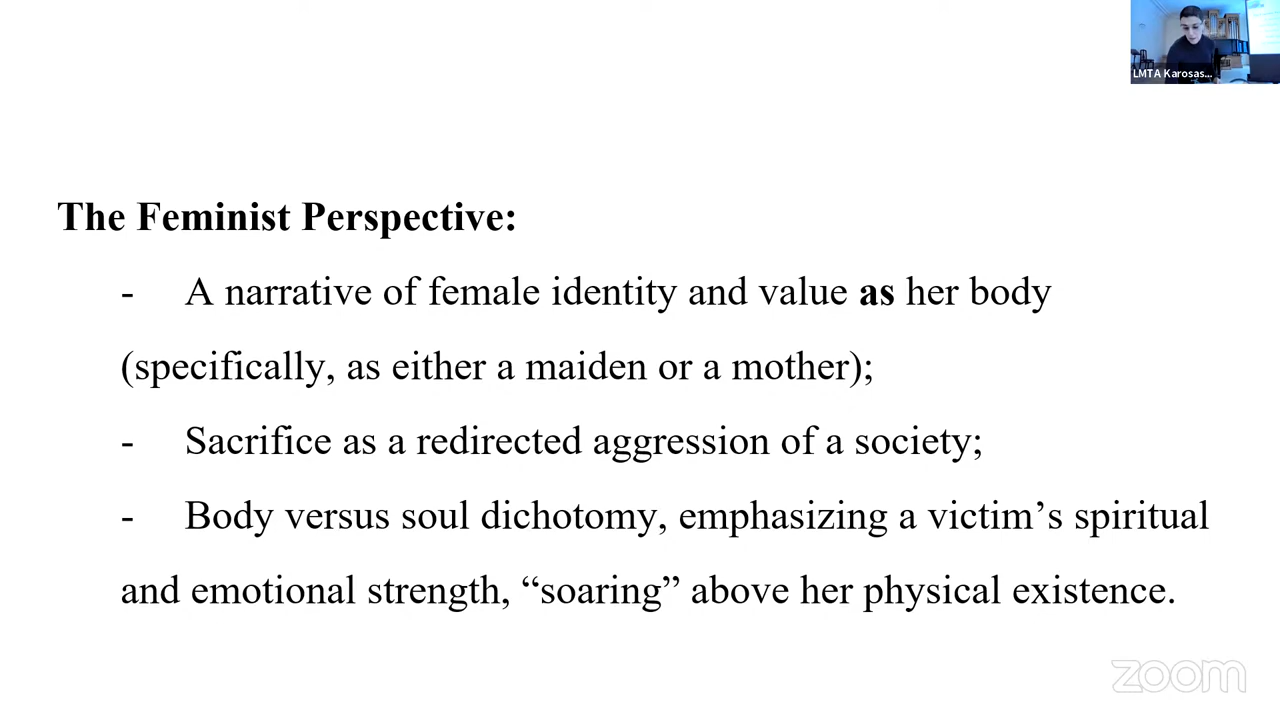 LMTA Karosas...
The Feminist Perspective:
- A narrative of female identity and value as her body
(specifically, as either a maiden or a mother);
- Sacrifice as a redirected aggression of a society;
- Body versus soul dichotomy, emphasizing a victim’s spiritual
and emotional strength, “soaring” above her physical existence.
zoom